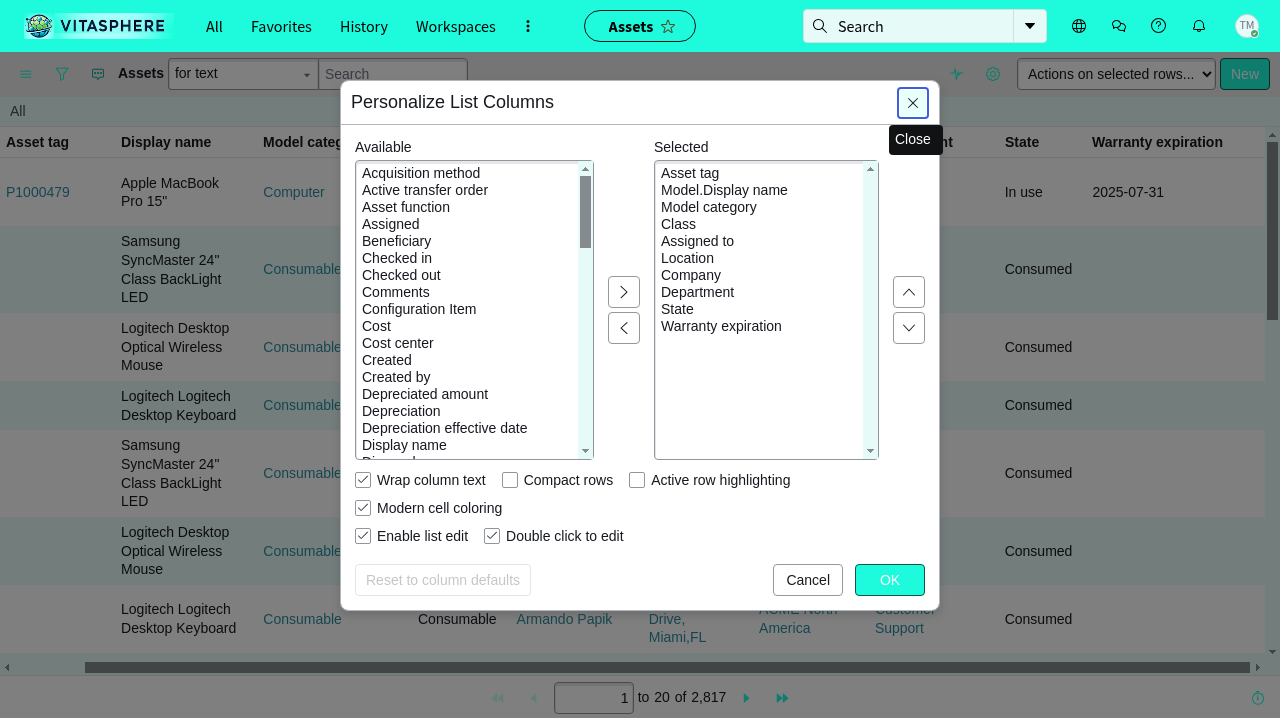 VITASPHERE
All
Favorites
History
Workspaces
Assets
Search
TM
Assets
for text
Search
Actions on selected rows...
New
All
Asset tag
Display name
Model categ
State
Warranty expiration
P1000479
Apple MacBook
Pro 15"
Computer
In use
2025-07-31
Samsung
SyncMaster 24"
Class BackLight
LED
Consumable
Consumed
Logitech Desktop
Optical Wireless
Mouse
Consumable
Consumed
Logitech Logitech
Desktop Keyboard
Consumable
Consumed
Samsung
SyncMaster 24"
Class BackLight
LED
Consumable
Consumed
Logitech Desktop
Optical Wireless
Mouse
Consumable
Consumed
Logitech Logitech
Desktop Keyboard
Consumable
Consumable
Armando Papik
Drive,
Miami,FL
ACME North
America
Customer
Support
Consumed
Personalize List Columns
Close
Available
Acquisition method
Active transfer order
Asset function
Assigned
Beneficiary
Checked in
Checked out
Comments
Configuration Item
Cost
Cost center
Created
Created by
Depreciated amount
Depreciation
Depreciation effective date
Display name
Selected
Asset tag
Model.Display name
Model category
Class
Assigned to
Location
Company
Department
State
Warranty expiration
Wrap column text
Compact rows
Active row highlighting
Modern cell coloring
Enable list edit
Double click to edit
Reset to column defaults
Cancel
OK
1 to 20 of 2,817